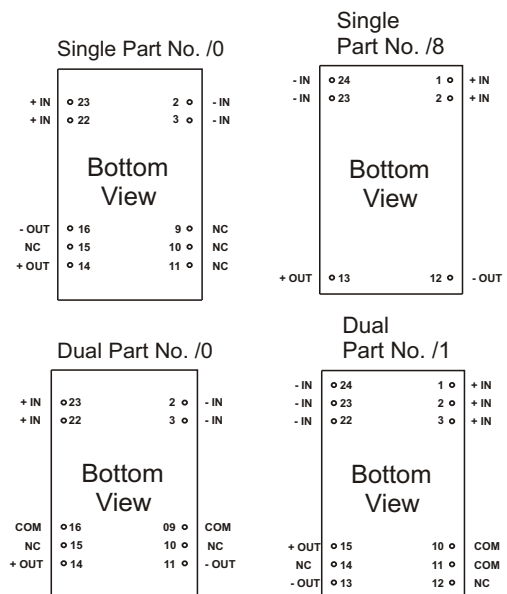 Single Part No. /0
+ IN 23 2 - IN
+ IN 22 3 - IN
Bottom
View
- OUT 16 9 NC
NC 15 10 NC
+ OUT 14 11 NC
Single
Part No. /8
- IN 24 1 + IN
- IN 23 2 + IN
Bottom
View
+ OUT 13 12 - OUT
Dual Part No. /0
+ IN 23 2 - IN
+ IN 22 3 - IN
Bottom
View
COM 16 09 COM
NC 15 10 NC
+ OUT 14 11 - OUT
Dual
Part No. /1
- IN 24 1 + IN
- IN 23 2 + IN
- IN 22 3 + IN
Bottom
View
+ OUT 15 10 COM
NC 14 11 COM
- OUT 13 12 NC